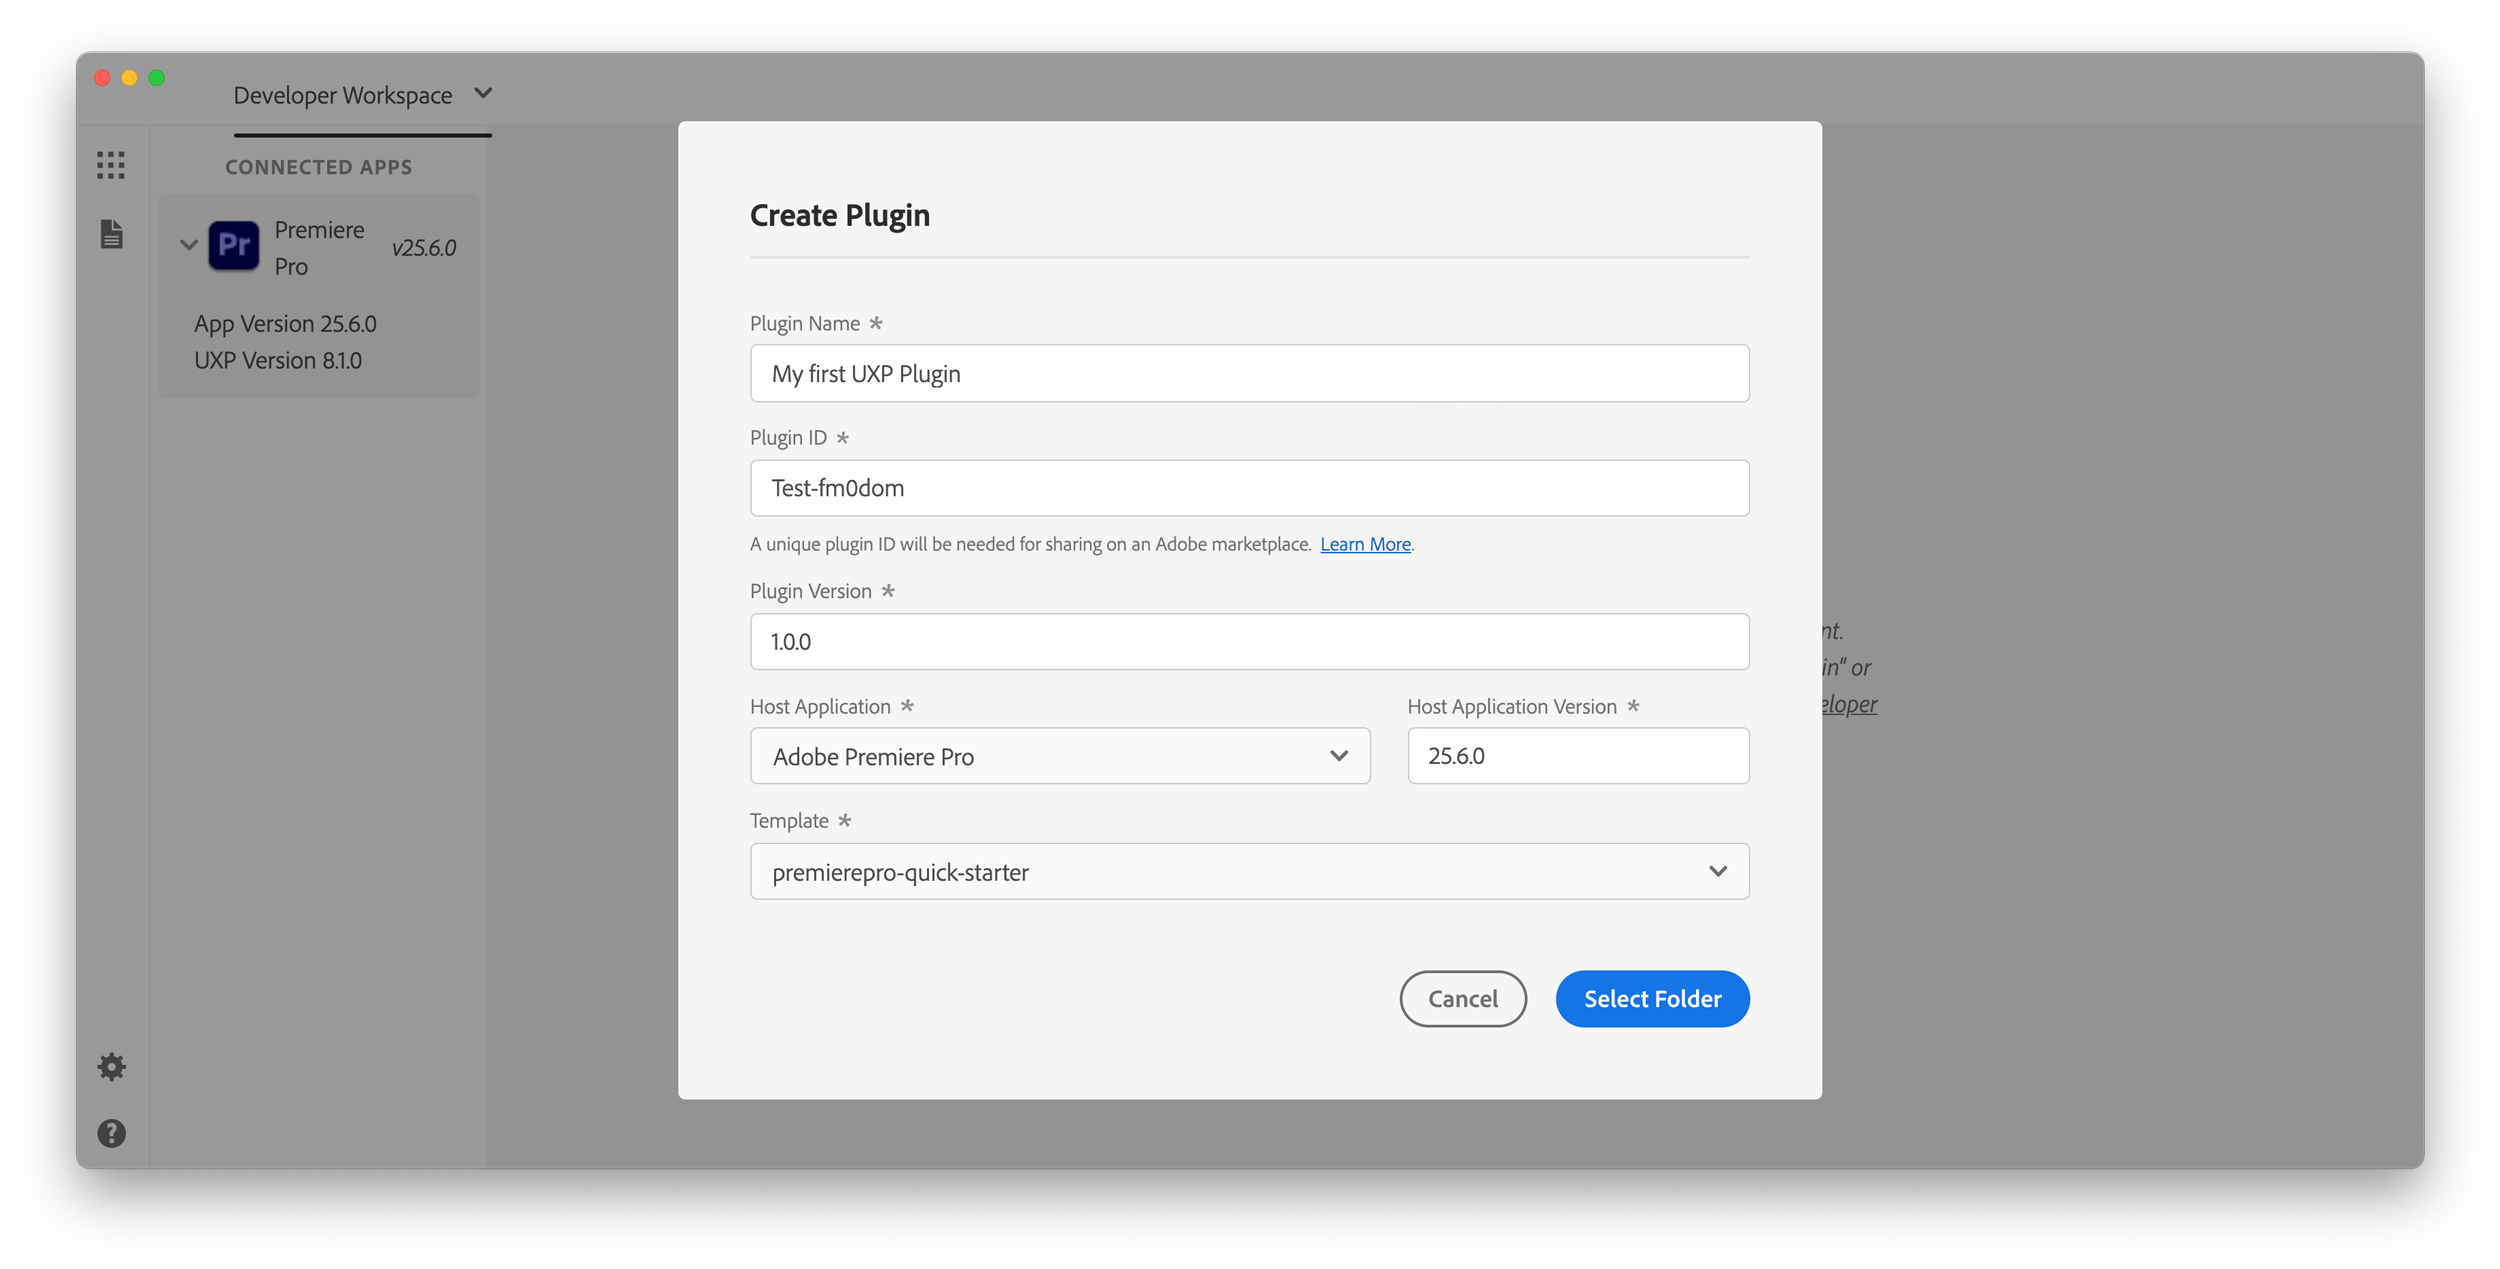 Developer Workspace
CONNECTED APPS
Pr
Premiere
Pro
v25.6.0
App Version 25.6.0
UXP Version 8.1.0
Create Plugin
Plugin Name *
My first UXP Plugin
Plugin ID *
Test-fm0dom
A unique plugin ID will be needed for sharing on an Adobe marketplace. Learn More.
Plugin Version *
1.0.0
Host Application *
Host Application Version *
Adobe Premiere Pro
25.6.0
Template *
premierepro-quick-starter
Cancel
Select Folder
nt.
in" or
eloper
?